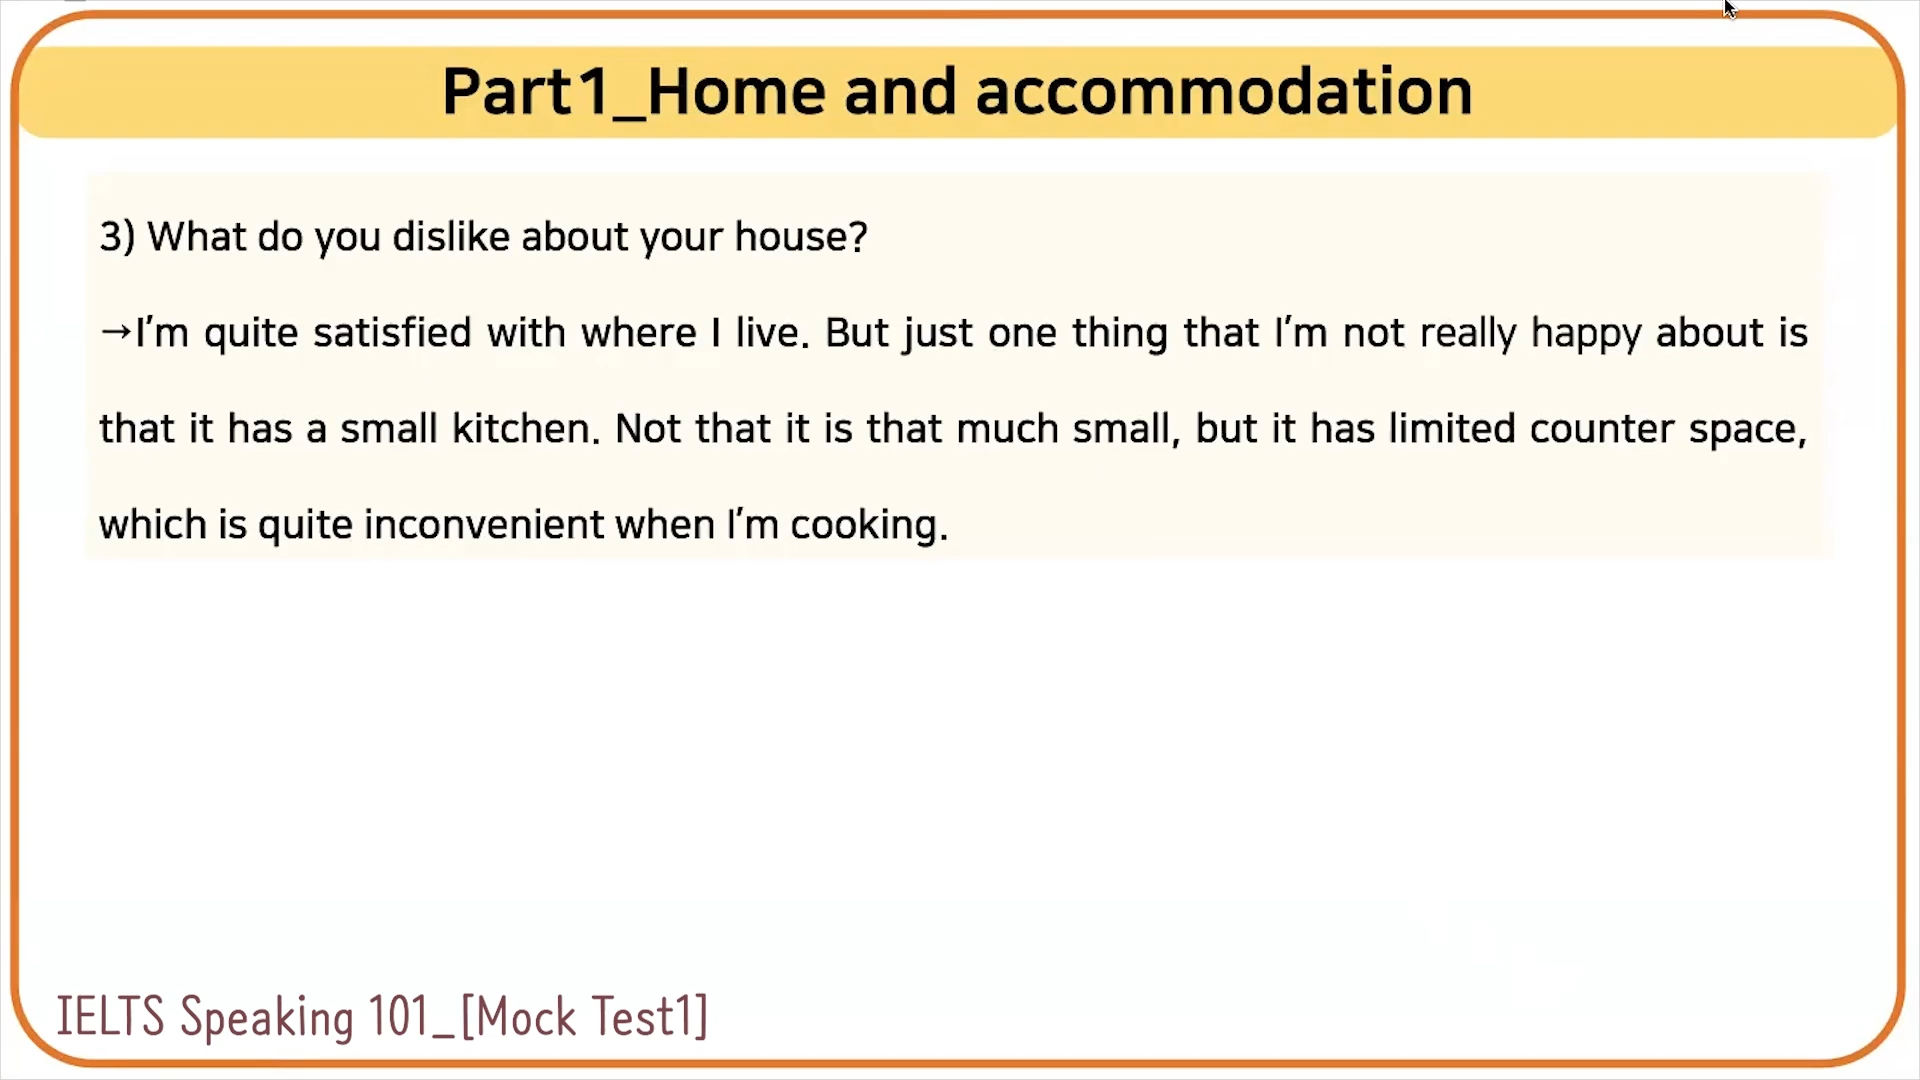 Part1_Home and accommodation
3) What do you dislike about your house?
→I'm quite satisfied with where I live. But just one thing that I'm not really happy about is
that it has a small kitchen. Not that it is that much small, but it has limited counter space,
which is quite inconvenient when I'm cooking.
IELTS Speaking 101_[Mock Test1]